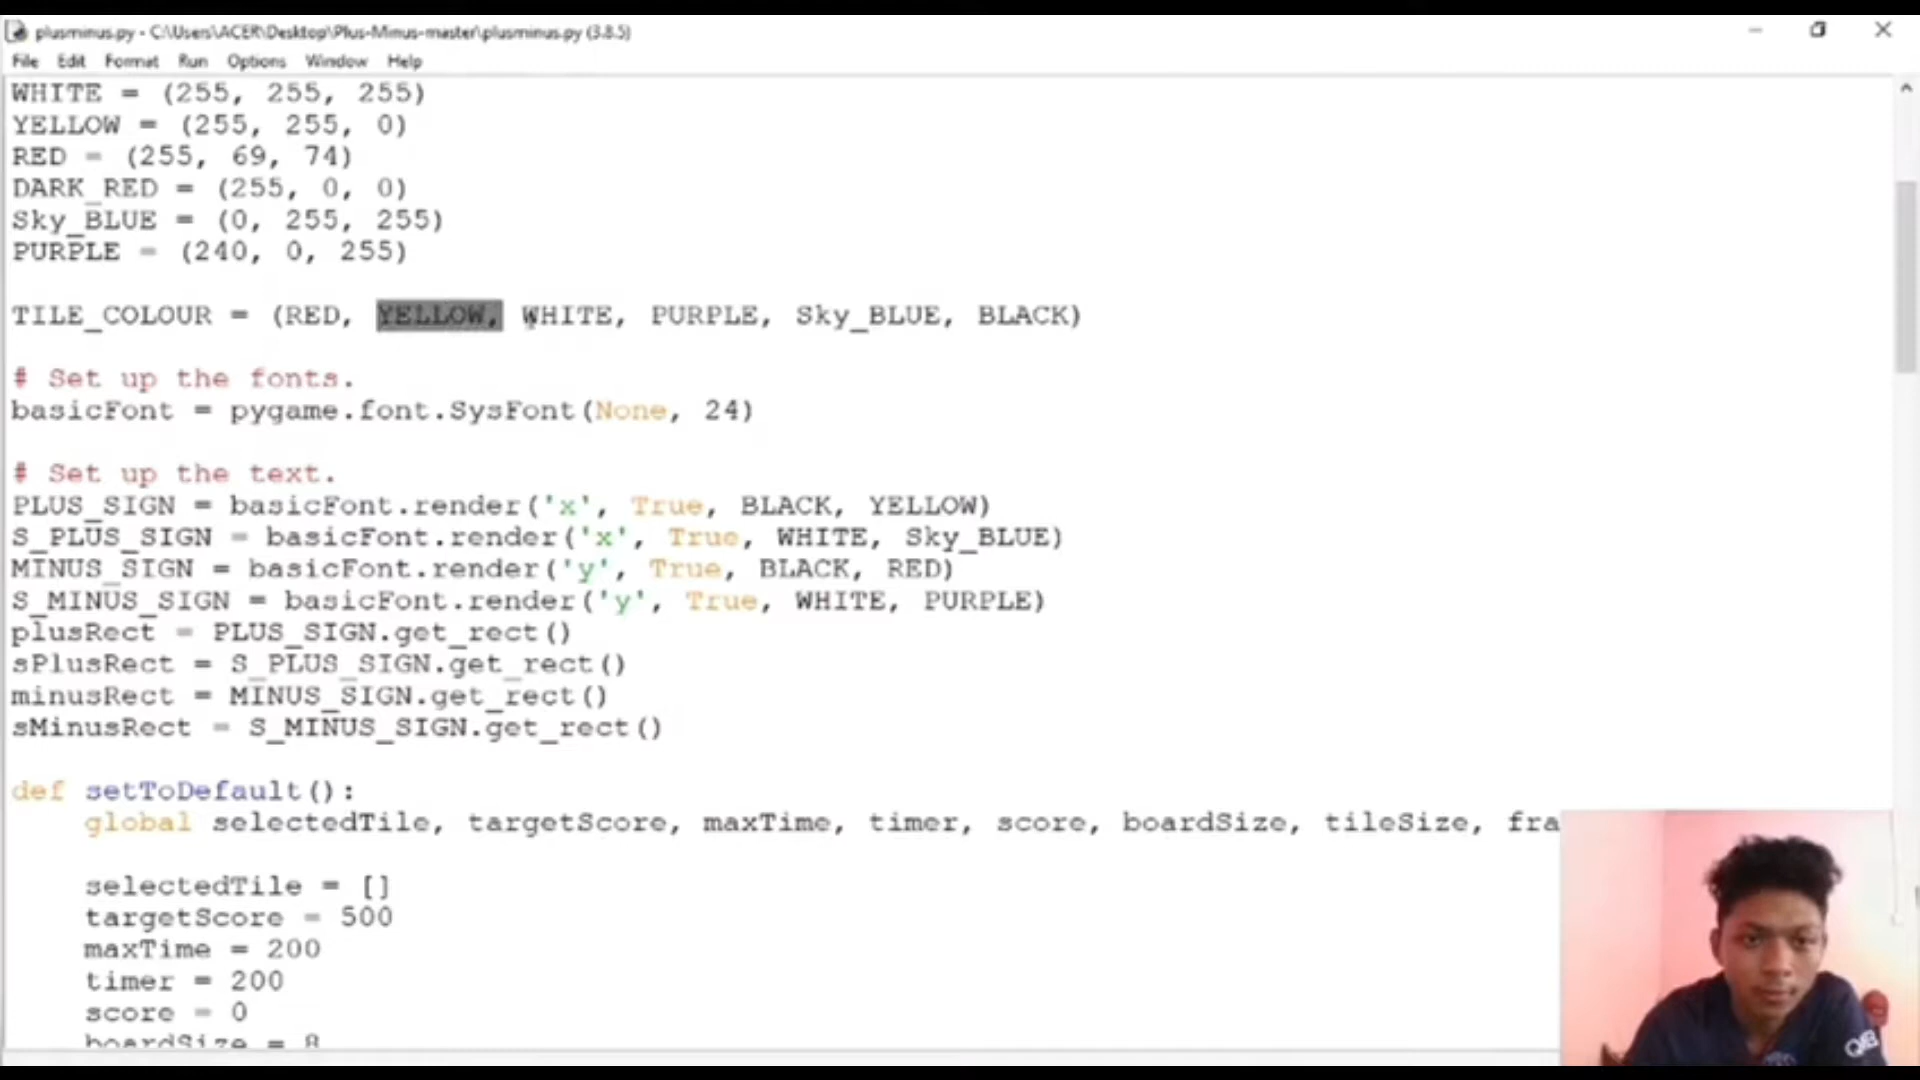 plusminus.py - C:\Users\ACER\Desktop\Plus-Minus-master\plusminus.py (3.8.5)
File Edit Format Run Options Window Help
WHITE = (255, 255, 255)
YELLOW = (255, 255, 0)
RED = (255, 69, 74)
DARK_RED = (255, 0, 0)
Sky_BLUE = (0, 255, 255)
PURPLE = (240, 0, 255)
TILE_COLOUR = (RED, YELLOW, WHITE, PURPLE, Sky_BLUE, BLACK)
# Set up the fonts.
basicFont = pygame.font.SysFont(None, 24)
# Set up the text.
PLUS_SIGN = basicFont.render('x', True, BLACK, YELLOW)
S_PLUS_SIGN = basicFont.render('x', True, WHITE, Sky_BLUE)
MINUS_SIGN = basicFont.render('y', True, BLACK, RED)
S_MINUS_SIGN = basicFont.render('y', True, WHITE, PURPLE)
plusRect = PLUS_SIGN.get_rect()
sPlusRect = S_PLUS_SIGN.get_rect()
minusRect = MINUS_SIGN.get_rect()
sMinusRect = S_MINUS_SIGN.get_rect()
def setToDefault():
global selectedTile, targetScore, maxTime, timer, score, boardSize, tileSize, fra
selectedTile = []
targetScore = 500
maxTime = 200
timer = 200
score = 0
boardSize = 8